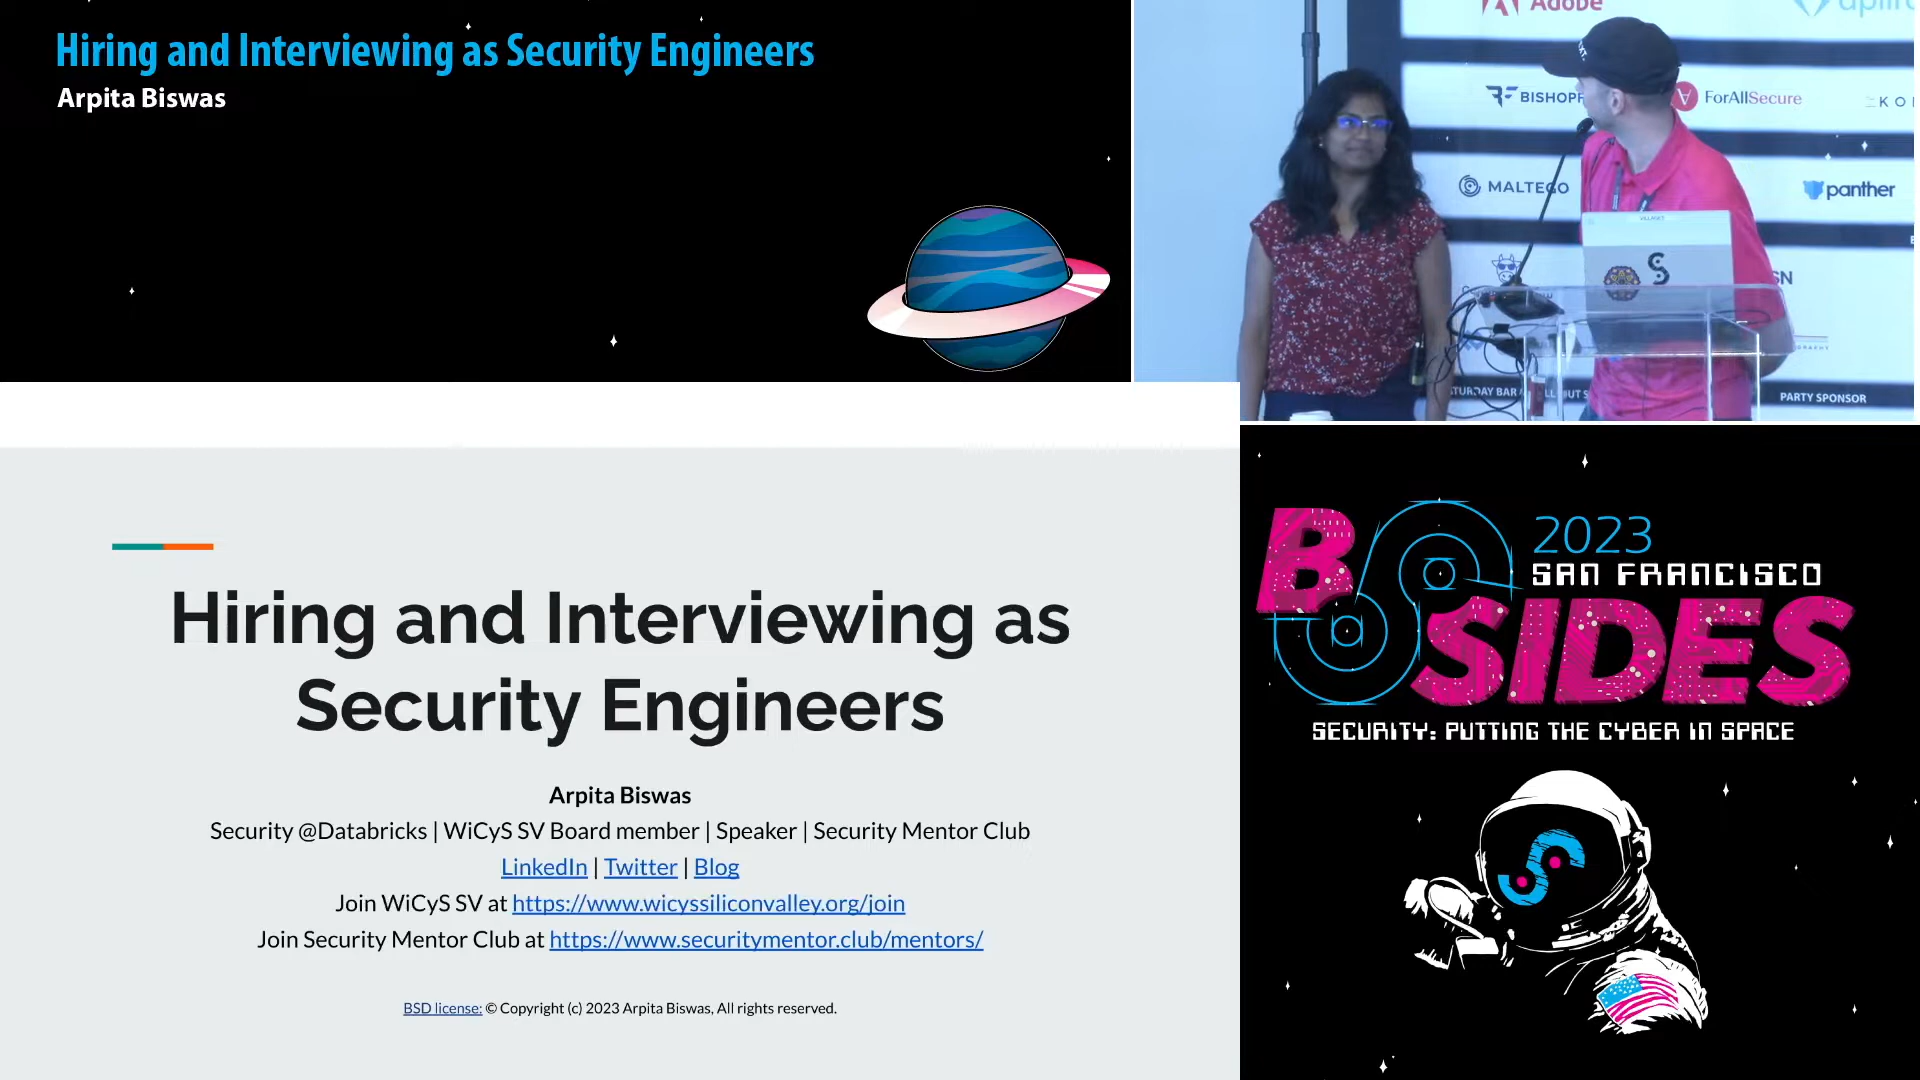 Hiring and Interviewing as Security Engineers
Arpita Biswas
Adobe
BISHOPF
ForAllSecure
MALTEGO
panther
SN
PARTY SPONSOR
Hiring and Interviewing as
Security Engineers
Arpita Biswas
Security @Databricks | WiCyS SV Board member | Speaker | Security Mentor Club
LinkedIn | Twitter | Blog
Join WiCyS SV at https://www.wicyssiliconvalley.org/join
Join Security Mentor Club at https://www.securitymentor.club/mentors/
BSD license: © Copyright (c) 2023 Arpita Biswas, All rights reserved.
2023
SAN FRANCISCO
BSIDES
SECURITY: PUTTING THE CYBER IN SPACE